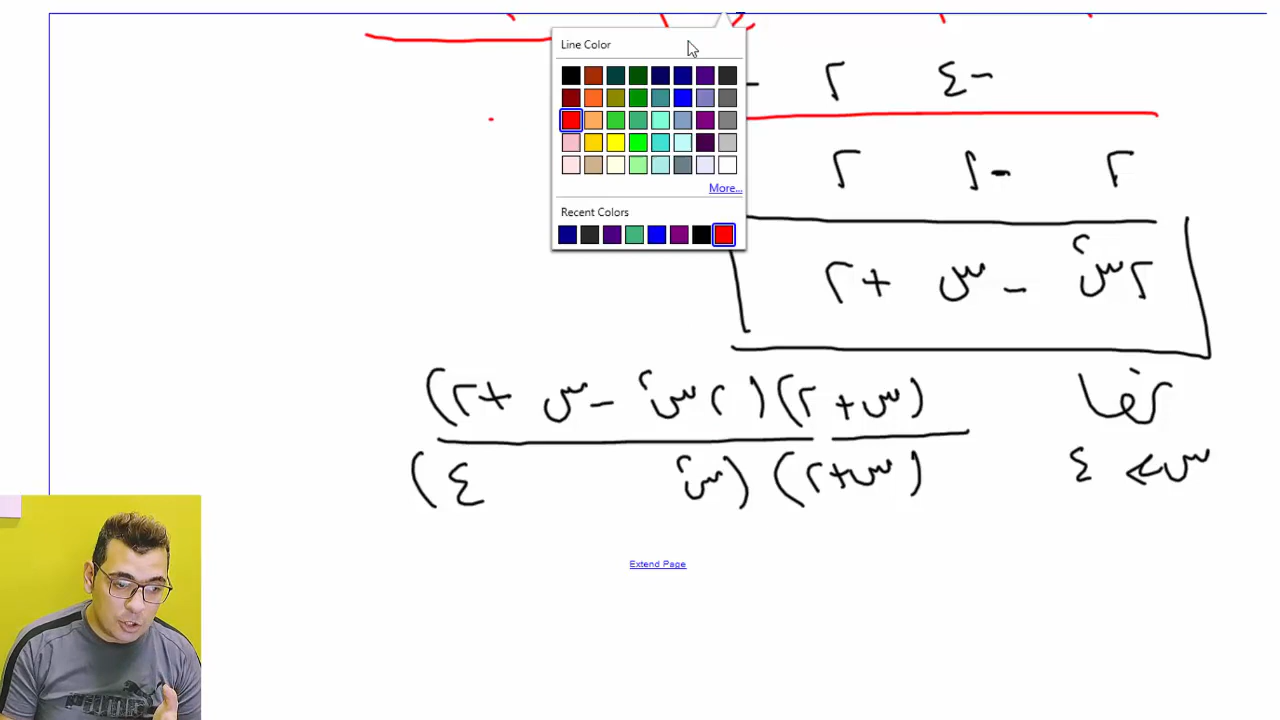 Line Color
-٤ ٢ -
٢ -١ ٢
More...
Recent Colors
٢س٢ - س + ٢
نها
س ← ٤
(س+٢)(٢س٢ - س + ٢)
(س+٢)(س٢ ٤)
Extend Page
PUMA